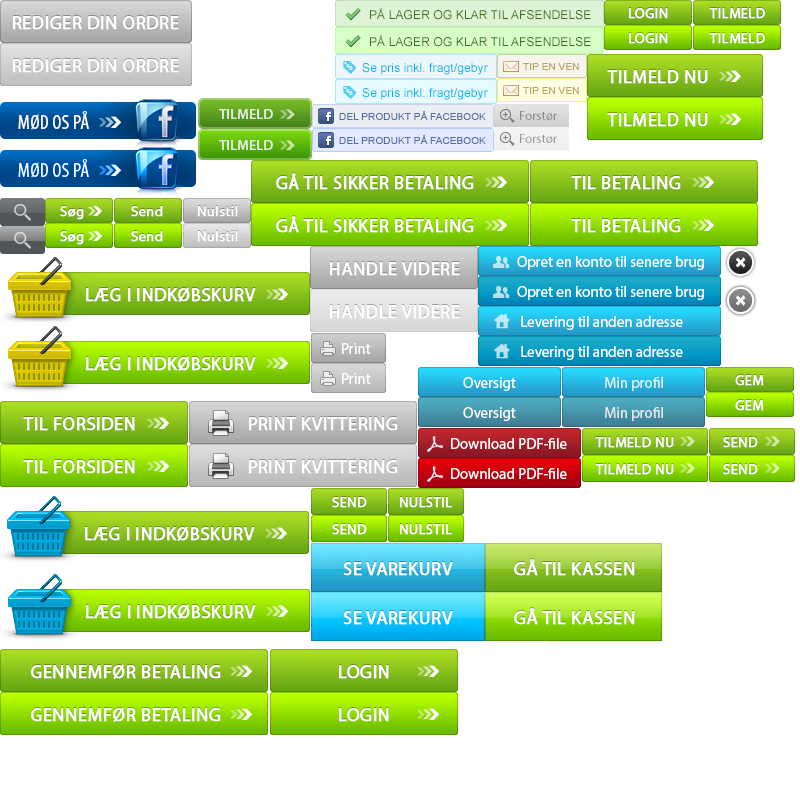 REDIGER DIN ORDRE
REDIGER DIN ORDRE
PÅ LAGER OG KLAR TIL AFSENDELSE
PÅ LAGER OG KLAR TIL AFSENDELSE
LOGIN
TILMELD
LOGIN
TILMELD
Se pris inkl. fragt/gebyr
TIP EN VEN
Se pris inkl. fragt/gebyr
TIP EN VEN
TILMELD NU
TILMELD NU
MØD OS PÅ f
MØD OS PÅ f
TILMELD
TILMELD
f DEL PRODUKT PÅ FACEBOOK
Forstør
f DEL PRODUKT PÅ FACEBOOK
Forstør
GÅ TIL SIKKER BETALING
TIL BETALING
GÅ TIL SIKKER BETALING
TIL BETALING
Søg
Send
Nulstil
Søg
Send
Nulstil
LÆG I INDKØBSKURV
LÆG I INDKØBSKURV
HANDLE VIDERE
HANDLE VIDERE
Opret en konto til senere brug
Opret en konto til senere brug
Levering til anden adresse
Levering til anden adresse
Print
Print
Oversigt
Min profil
GEM
Oversigt
Min profil
GEM
TIL FORSIDEN
PRINT KVITTERING
TIL FORSIDEN
PRINT KVITTERING
Download PDF-file
TILMELD NU
SEND
Download PDF-file
TILMELD NU
SEND
LÆG I INDKØBSKURV
LÆG I INDKØBSKURV
SEND
NULSTIL
SEND
NULSTIL
SE VAREKURV
GÅ TIL KASSEN
SE VAREKURV
GÅ TIL KASSEN
GENNEMFØR BETALING
LOGIN
GENNEMFØR BETALING
LOGIN